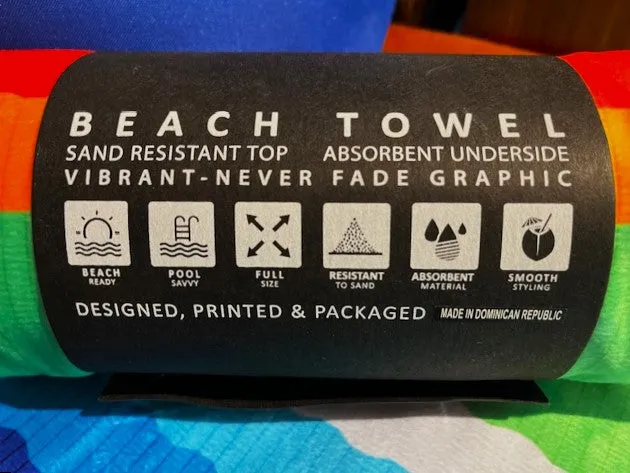 BEACH TOWEL
SAND RESISTANT TOP ABSORBENT UNDERSIDE
VIBRANT-NEVER FADE GRAPHIC
BEACH READY
POOL SAVVY
FULL SIZE
RESISTANT TO SAND
ABSORBENT MATERIAL
SMOOTH STYLING
DESIGNED, PRINTED & PACKAGED MADE IN DOMINICAN REPUBLIC